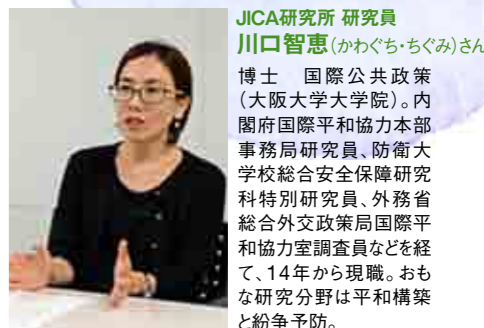 JICA研究所 研究員
川口智恵(かわぐち・ちぐみ)さん
博士　国際公共政策
（大阪大学大学院）。内
閣府国際平和協力本部
事務局研究員、防衛大
学校総合安全保障研究
科特別研究員、外務省
総合外交政策局国際平
和協力室調査員などを経
て、14年から現職。おも
な研究分野は平和構築
と紛争予防。